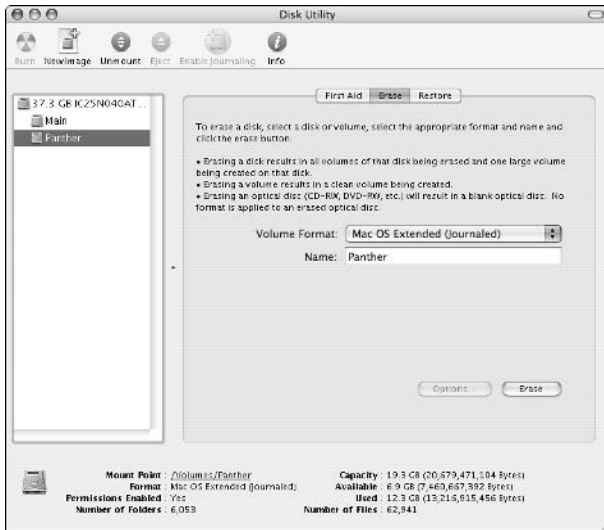 Disk Utility
Burn New Image Unmount Eject Enable Journaling Info
37.3 GB IC25N040AT...
Main
Panther
First Aid Erase Restore
To erase a disk, select a disk or volume, select the appropriate format and name and
click the erase button.
• Erasing a disk results in all volumes of that disk being erased and one large volume
being created on that disk.
• Erasing a volume results in a clean volume being created.
• Erasing an optical disc (CD-RW, DVD-RW, etc.) will result in a blank optical disc. No
format is applied to an erased optical disc.
Volume Format: Mac OS Extended (Journaled)
Name: Panther
Options... Erase
Mount Point : /Volumes/Panther Capacity : 19.3 GB (20,679,471,104 Bytes)
Format : Mac OS Extended (Journaled) Available : 6.9 GB (7,460,667,392 Bytes)
Permissions Enabled : Yes Used : 12.3 GB (13,216,915,456 Bytes)
Number of Folders : 6,053 Number of Files : 62,941